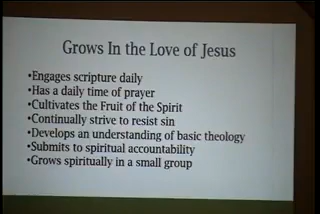 Grows In the Love of Jesus
•Engages scripture daily
•Has a daily time of prayer
•Cultivates the Fruit of the Spirit
•Continually strive to resist sin
•Develops an understanding of basic theology
•Submits to spiritual accountability
•Grows spiritually in a small group